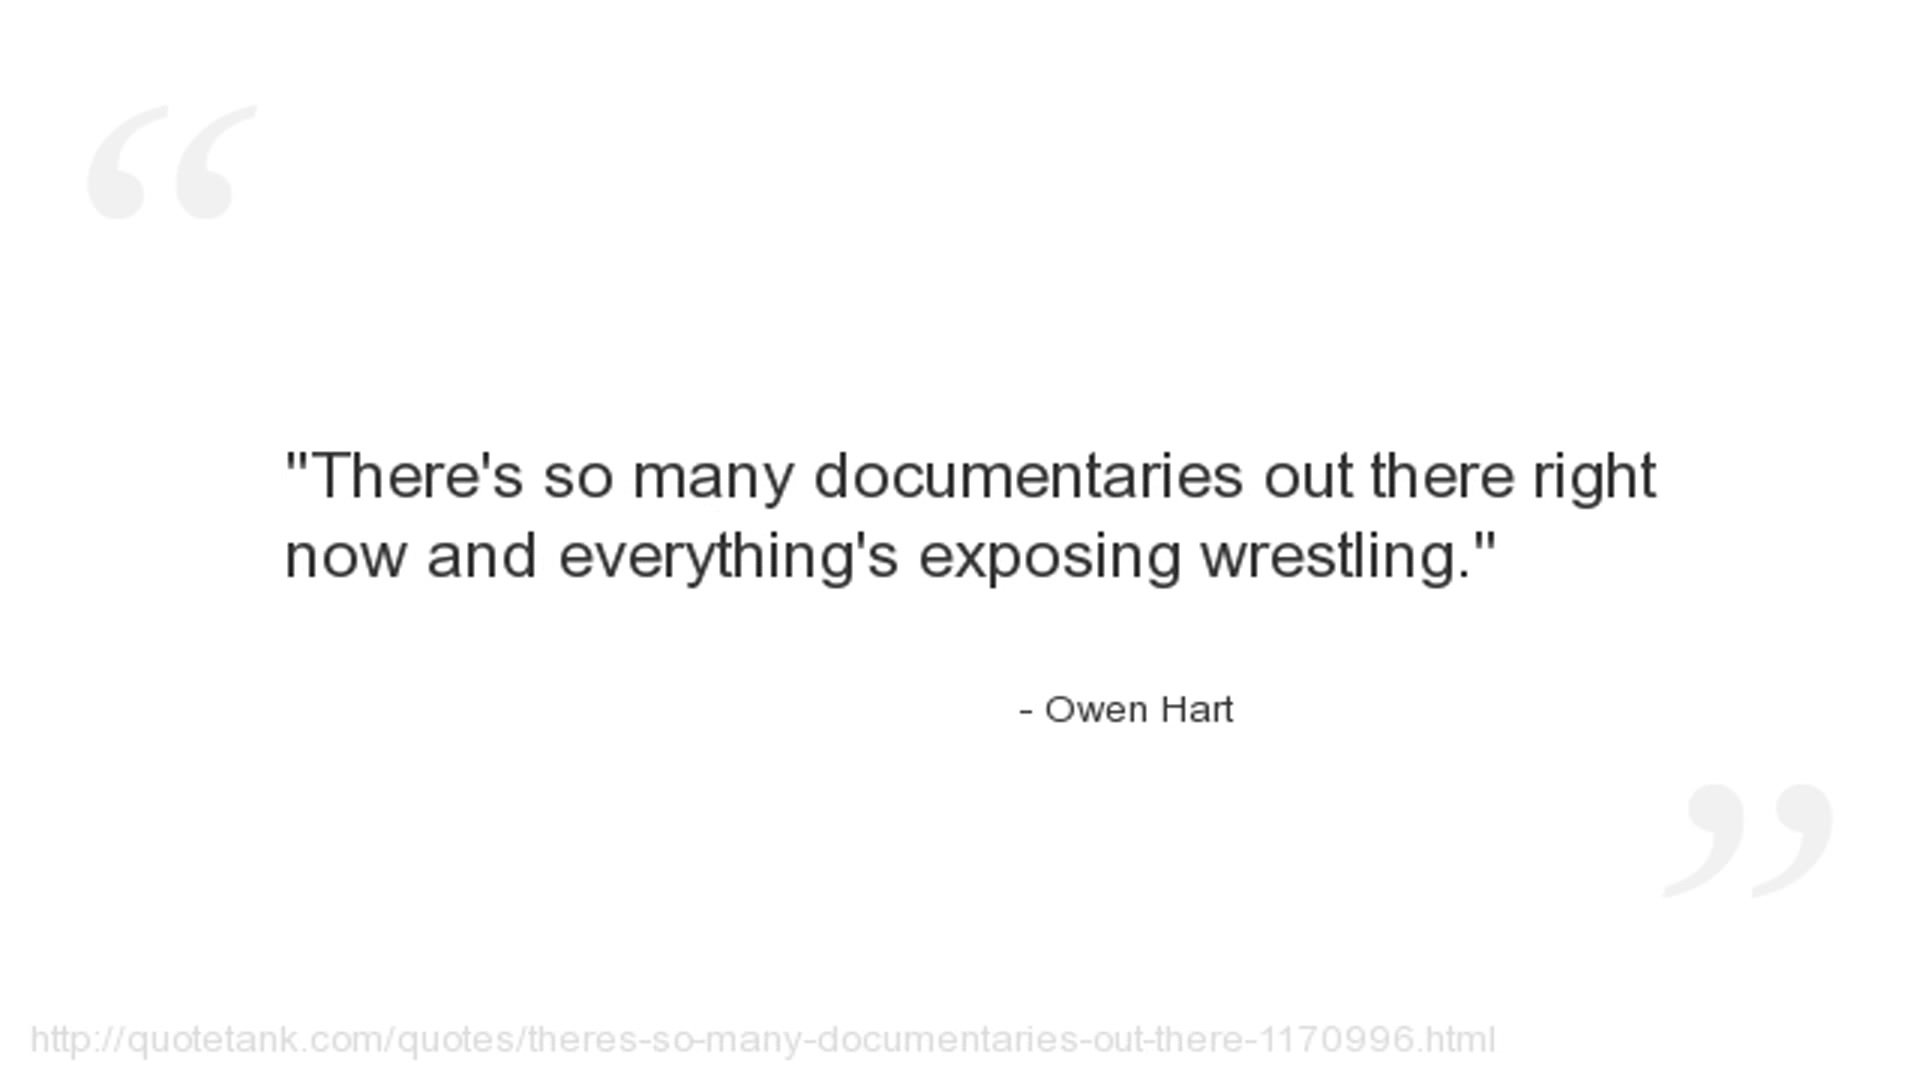 "There's so many documentaries out there right
now and everything's exposing wrestling."
- Owen Hart
http://quotetank.com/quotes/theres-so-many-documentaries-out-there-1170996.html